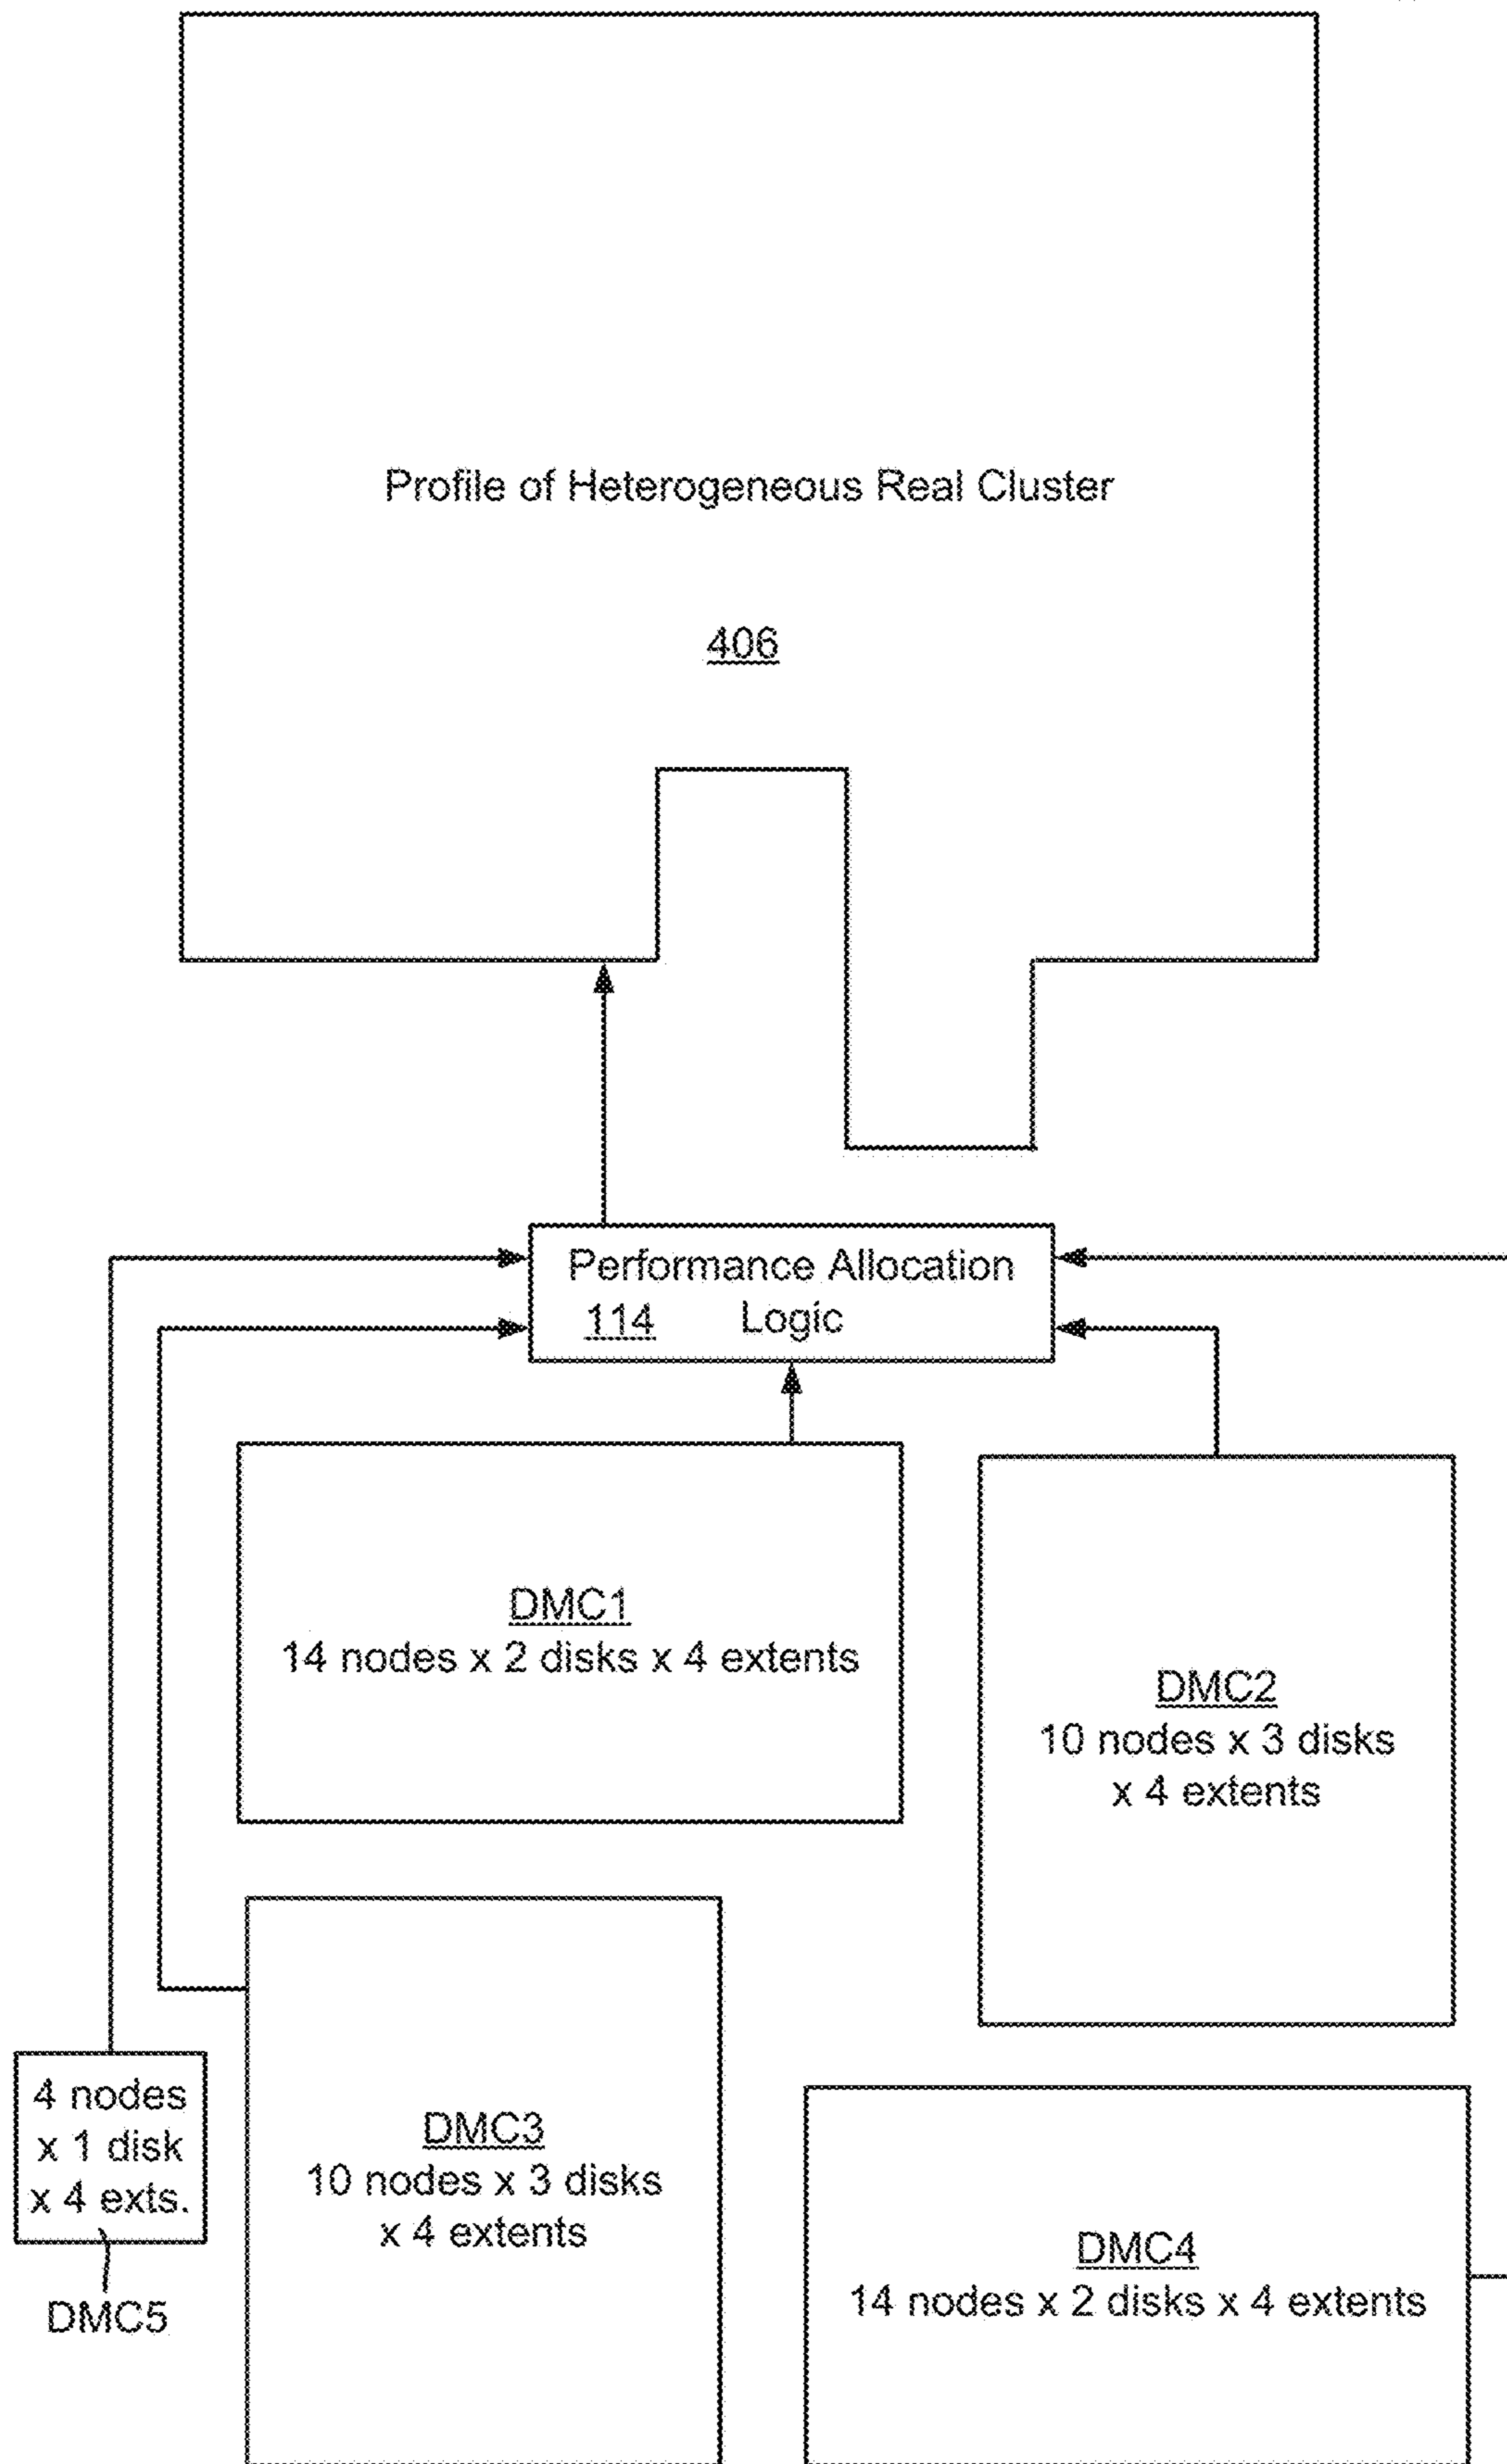 Profile of Heterogeneous Real Cluster
406
Performance Allocation
114 Logic
DMC1
14 nodes x 2 disks x 4 extents
DMC2
10 nodes x 3 disks
x 4 extents
4 nodes
x 1 disk
x 4 exts.
DMC5
DMC3
10 nodes x 3 disks
x 4 extents
DMC4
14 nodes x 2 disks x 4 extents